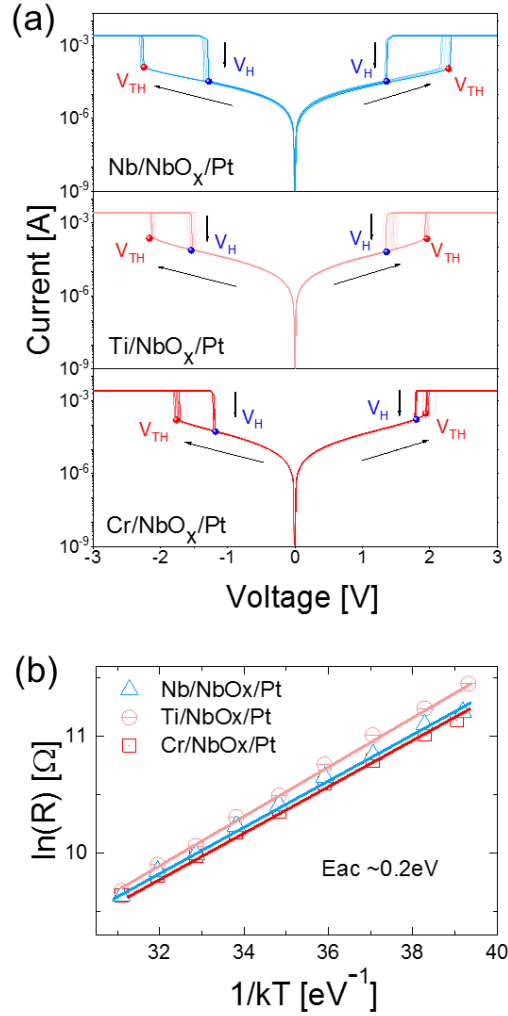 (a)
10⁻³
V_TH
V_H
V_H
V_TH
10⁻⁶
Nb/NbOₓ/Pt
10⁻⁹
10⁻³
V_TH
V_H
V_H
V_TH
10⁻⁶
Ti/NbOₓ/Pt
10⁻⁹
10⁻³
V_TH
V_H
V_H
V_TH
10⁻⁶
Cr/NbOₓ/Pt
10⁻⁹
Current [A]
-3 -2 -1 0 1 2 3
Voltage [V]
(b)
Nb/NbOx/Pt
Ti/NbOx/Pt
Cr/NbOx/Pt
11
10
ln(R) [Ω]
Eac ~0.2eV
32 34 36 38 40
1/kT [eV⁻¹]